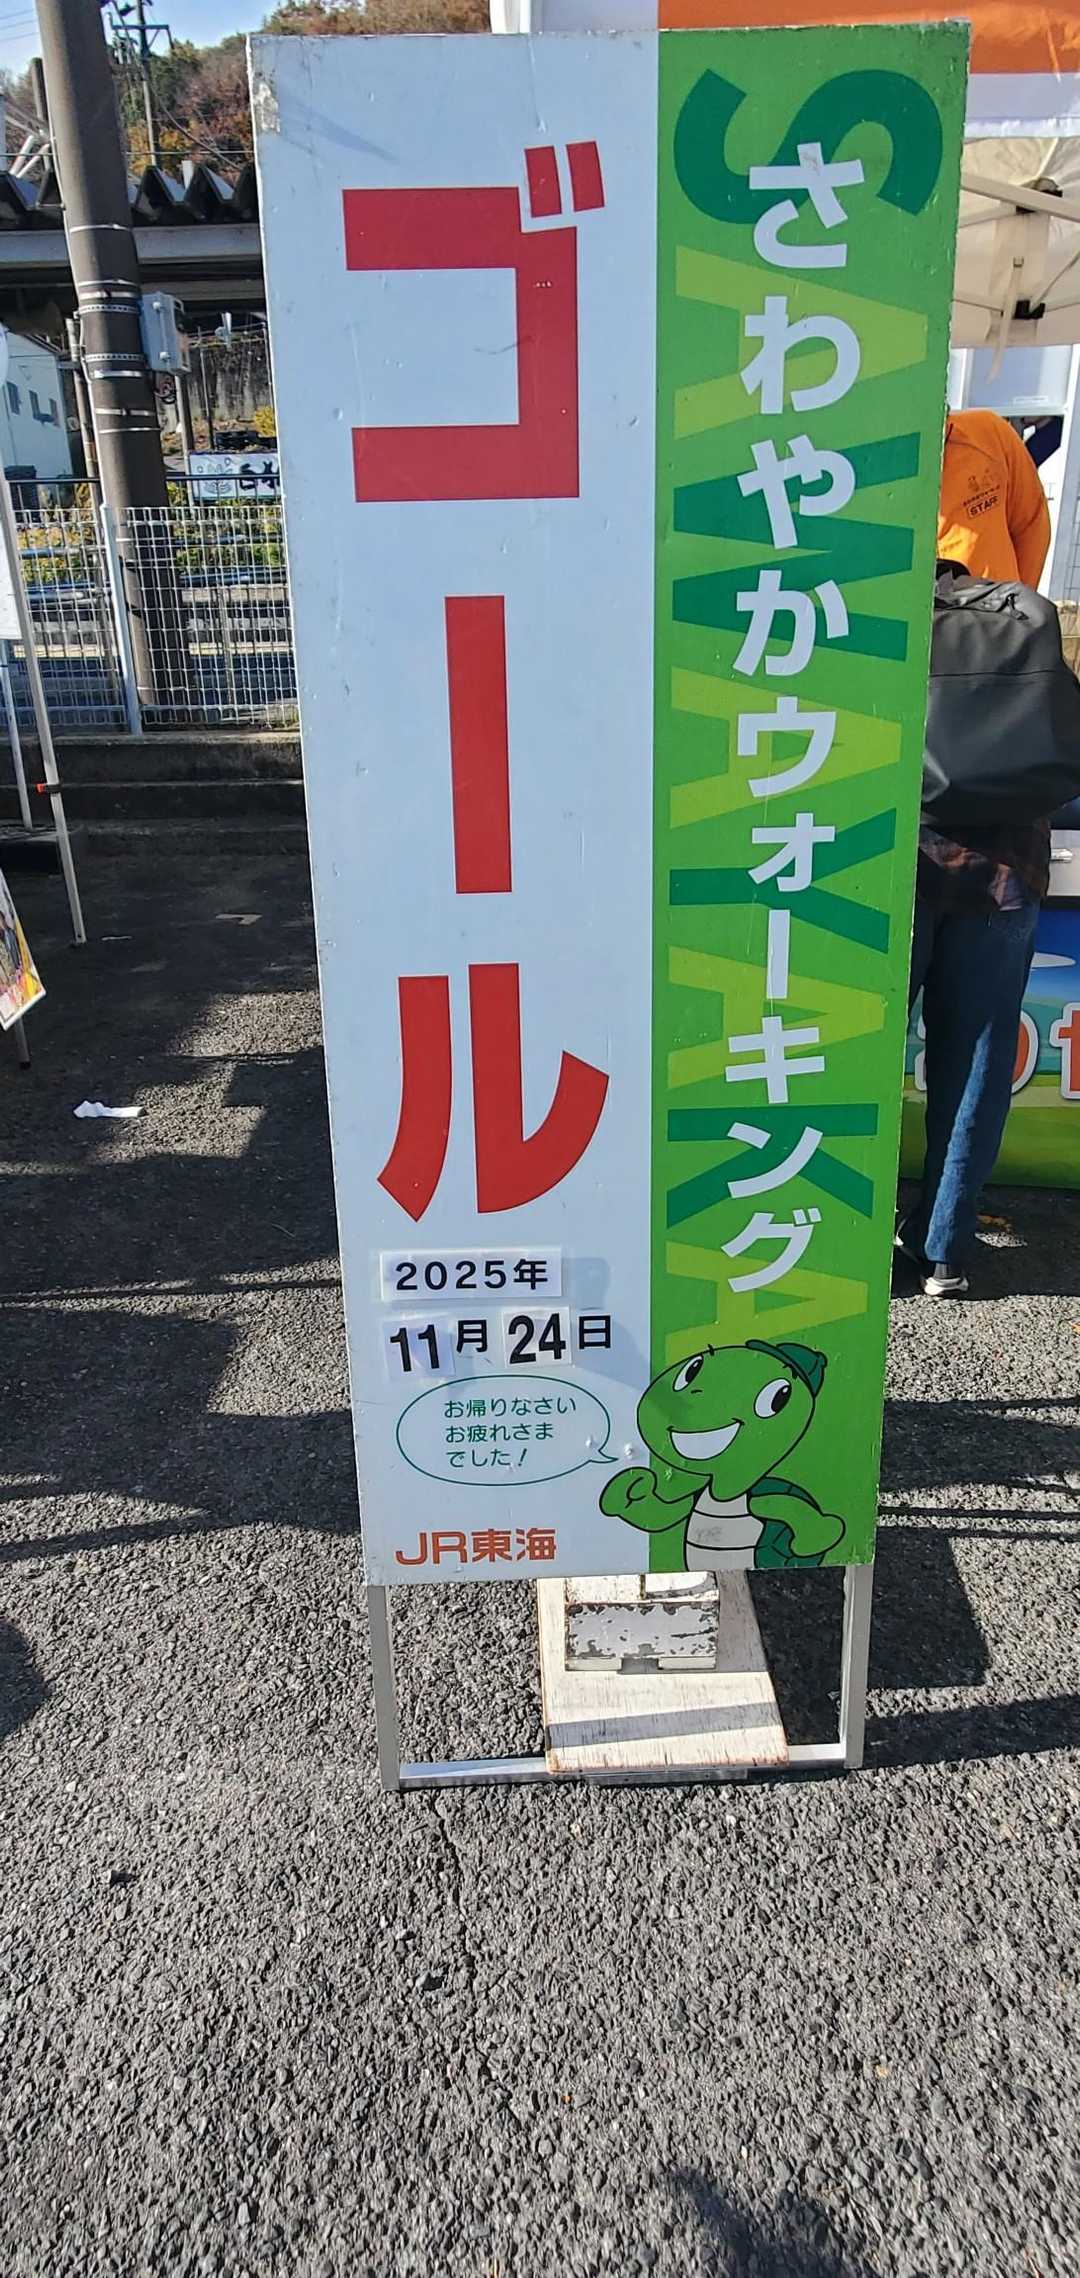 さわやかウォーキング
SAWAYAKA
ゴール
2025年
11月24日
お帰りなさい
お疲れさま
でした!
JR東海
STAFF